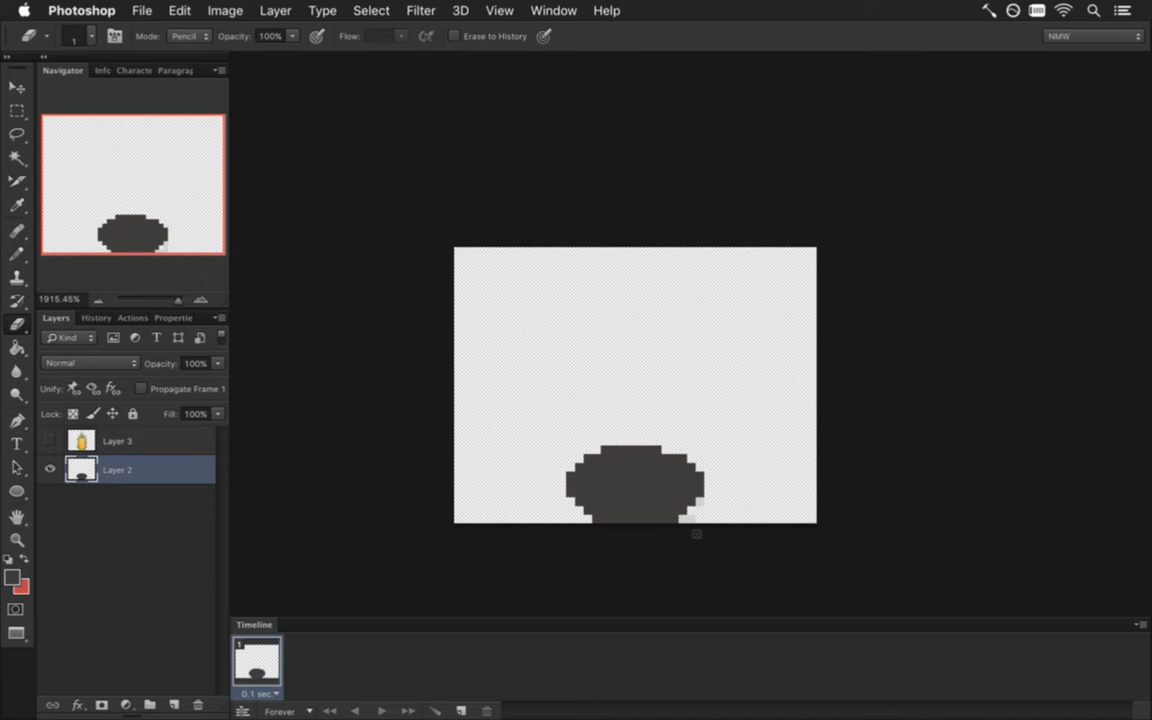 Photoshop File Edit Image Layer Type Select Filter 3D View Window Help
1 Mode: Pencil Opacity: 100% Flow: Erase to History NMW
Navigator Info Characte Paragrap
1915.45%
Layers History Actions Propertie
Kind T
Normal Opacity: 100%
Unify: Propagate Frame 1
Lock: Fill: 100%
Layer 3
Layer 2
fx
Timeline
1
0.1 sec.
Forever